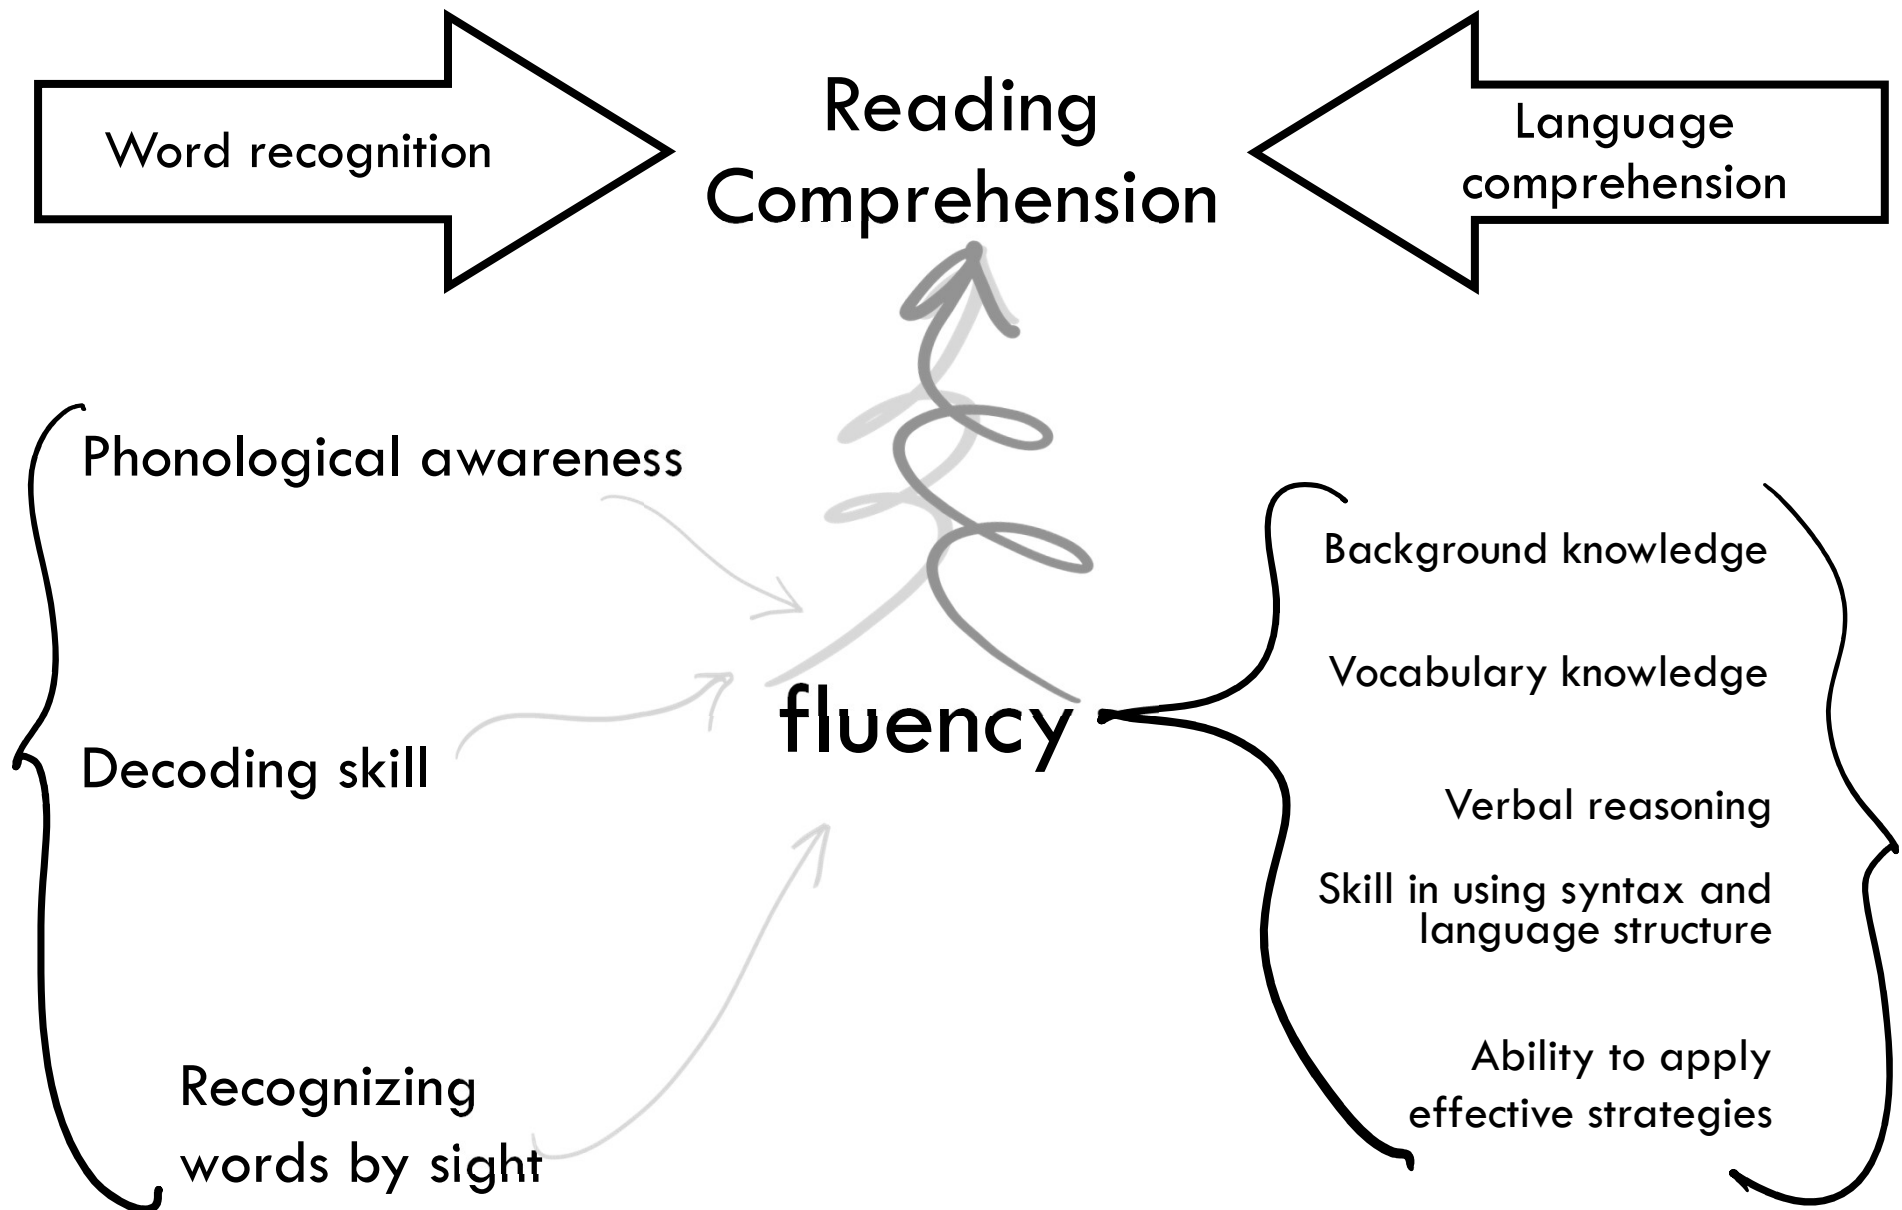 Word recognition
Reading
Comprehension
Language
comprehension
Phonological awareness
Decoding skill
Recognizing
words by sight
fluency
Background knowledge
Vocabulary knowledge
Verbal reasoning
Skill in using syntax and
language structure
Ability to apply
effective strategies